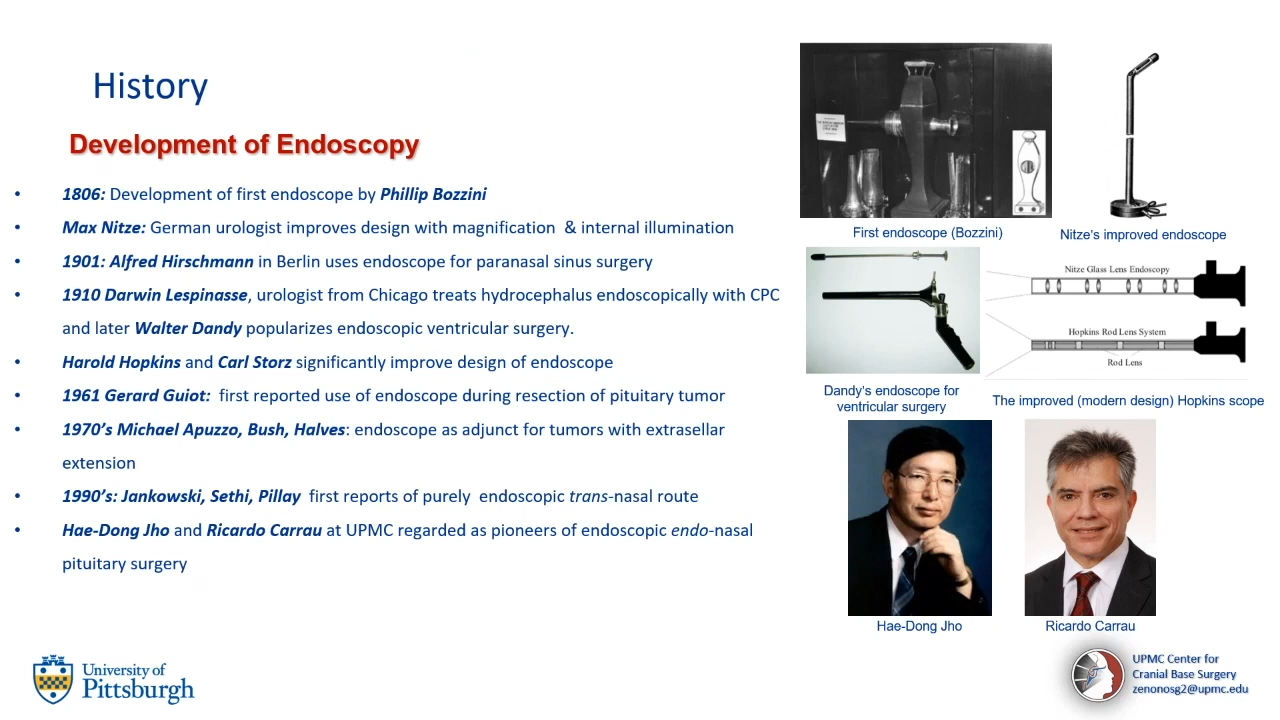 History
Development of Endoscopy
• 1806: Development of first endoscope by Phillip Bozzini
• Max Nitze: German urologist improves design with magnification & internal illumination
• 1901: Alfred Hirschmann in Berlin uses endoscope for paranasal sinus surgery
• 1910 Darwin Lespinasse, urologist from Chicago treats hydrocephalus endoscopically with CPC
and later Walter Dandy popularizes endoscopic ventricular surgery.
• Harold Hopkins and Carl Storz significantly improve design of endoscope
• 1961 Gerard Guiot: first reported use of endoscope during resection of pituitary tumor
• 1970's Michael Apuzzo, Bush, Halves: endoscope as adjunct for tumors with extrasellar
extension
• 1990's: Jankowski, Sethi, Pillay first reports of purely endoscopic trans-nasal route
• Hae-Dong Jho and Ricardo Carrau at UPMC regarded as pioneers of endoscopic endo-nasal
pituitary surgery
First endoscope (Bozzini)
Nitze's improved endoscope
Nitze Glass Lens Endoscopy
Hopkins Rod Lens System
Rod Lens
Dandy's endoscope for
ventricular surgery
The improved (modern design) Hopkins scope
Hae-Dong Jho
Ricardo Carrau
University of
Pittsburgh
UPMC Center for
Cranial Base Surgery
zenonosg2@upmc.edu